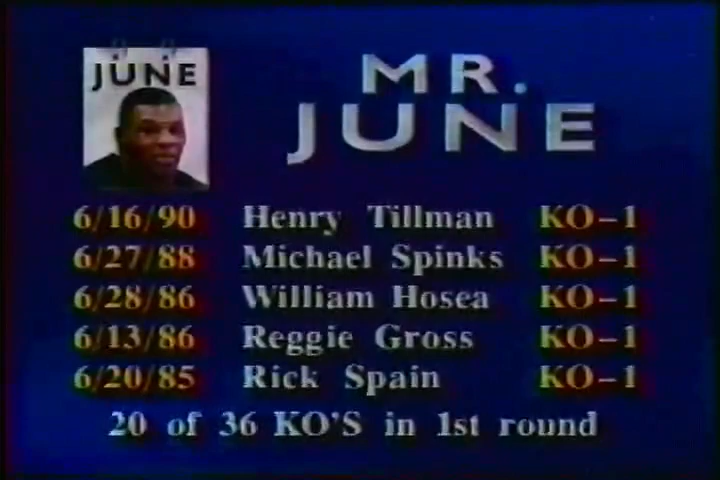 JUNE
MR.
JUNE
6/16/90 Henry Tillman KO-1
6/27/88 Michael Spinks KO-1
6/28/86 William Hosea KO-1
6/13/86 Reggie Gross KO-1
6/20/85 Rick Spain KO-1
20 of 36 KO'S in 1st round